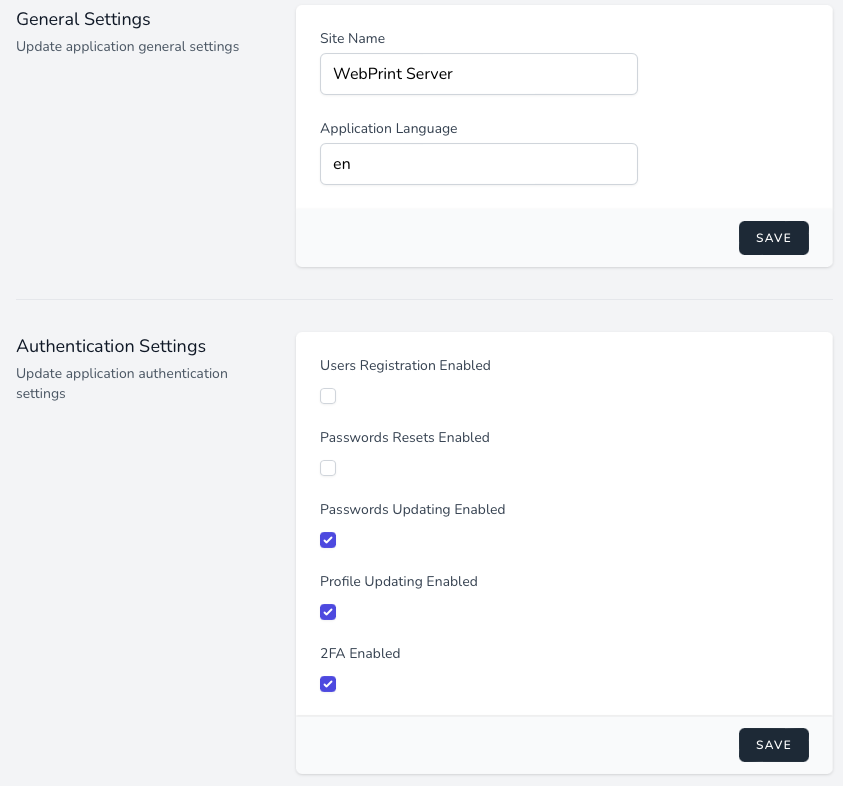 General Settings
Update application general settings
Site Name
WebPrint Server
Application Language
en
SAVE
Authentication Settings
Update application authentication
settings
Users Registration Enabled
Passwords Resets Enabled
Passwords Updating Enabled
Profile Updating Enabled
2FA Enabled
SAVE